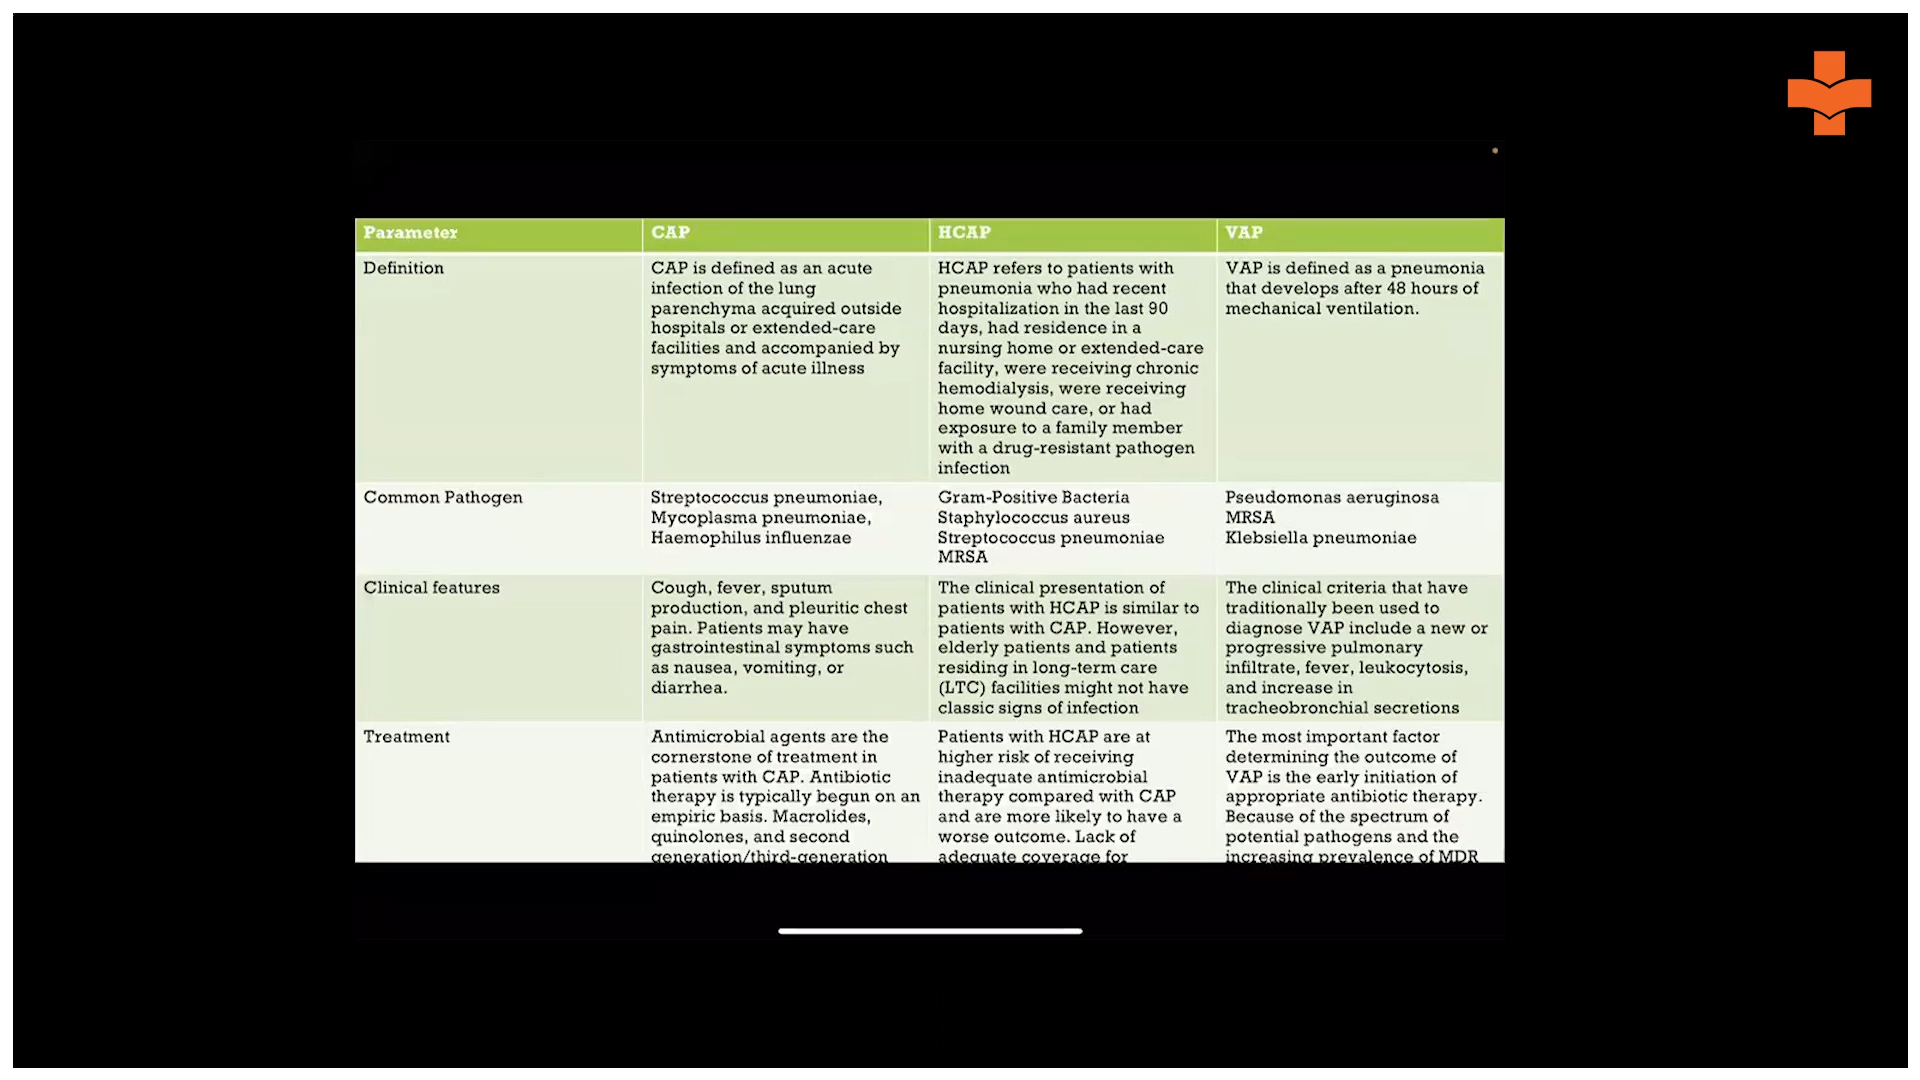 Parameter
CAP
HCAP
VAP
Definition
CAP is defined as an acute
infection of the lung
parenchyma acquired outside
hospitals or extended-care
facilities and accompanied by
symptoms of acute illness
HCAP refers to patients with
pneumonia who had recent
hospitalization in the last 90
days, had residence in a
nursing home or extended-care
facility, were receiving chronic
hemodialysis, were receiving
home wound care, or had
exposure to a family member
with a drug-resistant pathogen
infection
VAP is defined as a pneumonia
that develops after 48 hours of
mechanical ventilation.
Common Pathogen
Streptococcus pneumoniae,
Mycoplasma pneumoniae,
Haemophilus influenzae
Gram-Positive Bacteria
Staphylococcus aureus
Streptococcus pneumoniae
MRSA
Pseudomonas aeruginosa
MRSA
Klebsiella pneumoniae
Clinical features
Cough, fever, sputum
production, and pleuritic chest
pain. Patients may have
gastrointestinal symptoms such
as nausea, vomiting, or
diarrhea.
The clinical presentation of
patients with HCAP is similar to
patients with CAP. However,
elderly patients and patients
residing in long-term care
(LTC) facilities might not have
classic signs of infection
The clinical criteria that have
traditionally been used to
diagnose VAP include a new or
progressive pulmonary
infiltrate, fever, leukocytosis,
and increase in
tracheobronchial secretions
Treatment
Antimicrobial agents are the
cornerstone of treatment in
patients with CAP. Antibiotic
therapy is typically begun on an
empiric basis. Macrolides,
quinolones, and second
generation/third-generation
Patients with HCAP are at
higher risk of receiving
inadequate antimicrobial
therapy compared with CAP
and are more likely to have a
worse outcome. Lack of
adequate coverage for
The most important factor
determining the outcome of
VAP is the early initiation of
appropriate antibiotic therapy.
Because of the spectrum of
potential pathogens and the
increasing prevalence of MDR